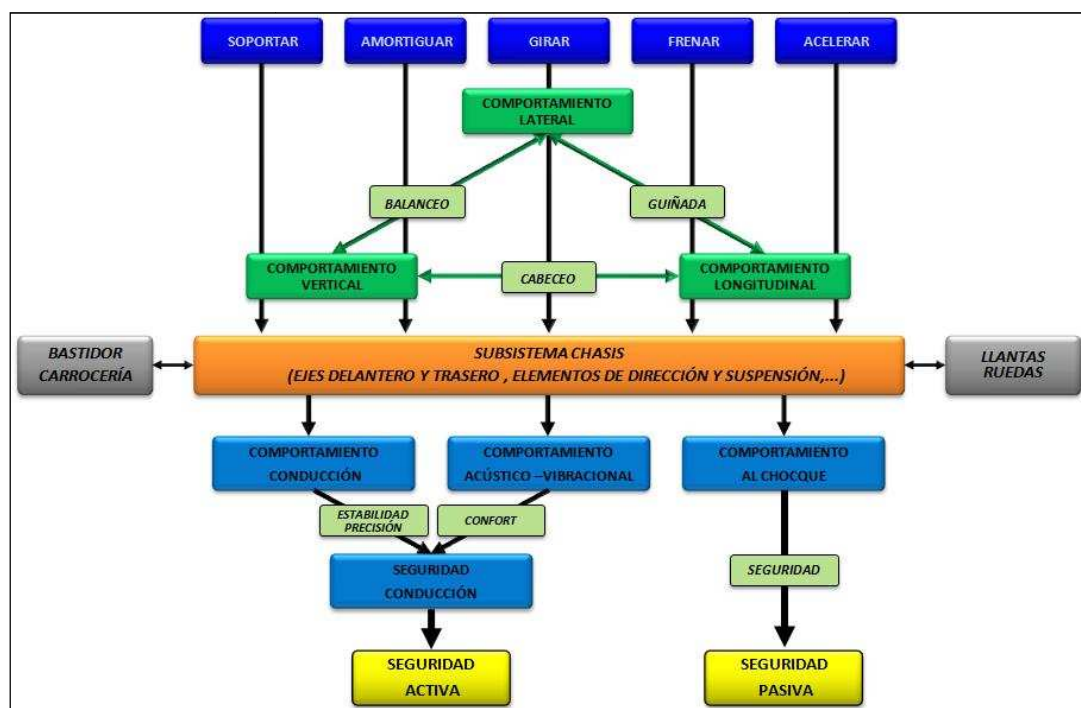 SOPORTAR
AMORTIGUAR
GIRAR
FRENAR
ACELERAR
COMPORTAMIENTO
LATERAL
BALANCEO
GUIÑADA
COMPORTAMIENTO
VERTICAL
CABECEO
COMPORTAMIENTO
LONGITUDINAL
BASTIDOR
CARROCERÍA
SUBSISTEMA CHASIS
(EJES DELANTERO Y TRASERO , ELEMENTOS DE DIRECCIÓN Y SUSPENSIÓN,...)
LLANTAS
RUEDAS
COMPORTAMIENTO
CONDUCCIÓN
COMPORTAMIENTO
ACÚSTICO –VIBRACIONAL
COMPORTAMIENTO
AL CHOCQUE
ESTABILIDAD
PRECISIÓN
CONFORT
SEGURIDAD
CONDUCCIÓN
SEGURIDAD
SEGURIDAD
ACTIVA
SEGURIDAD
PASIVA